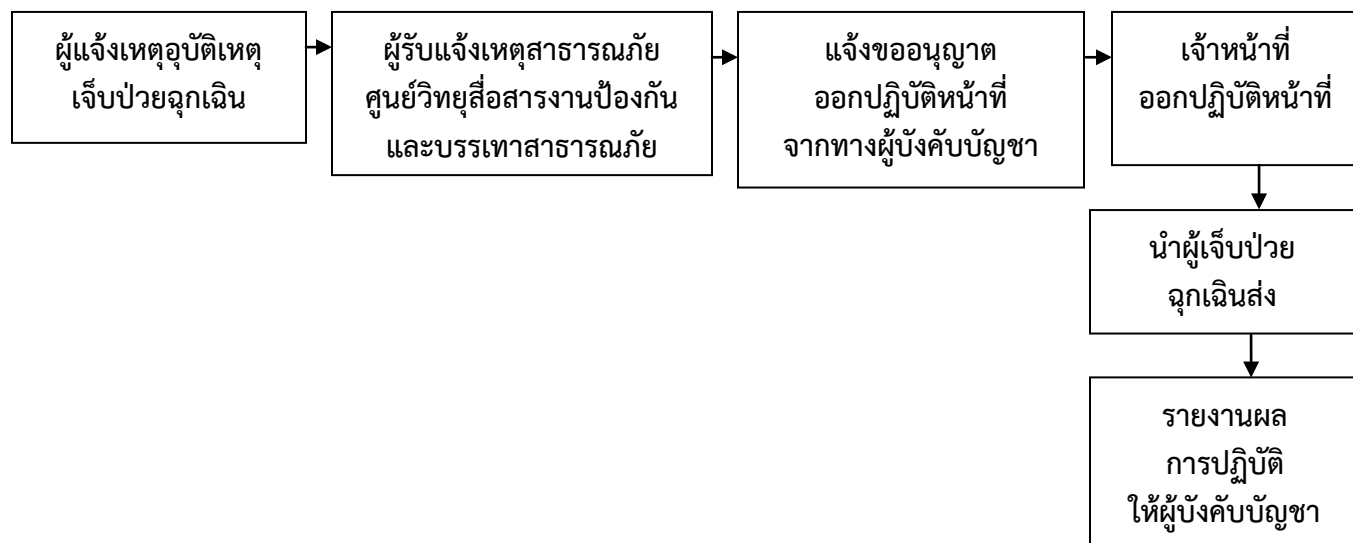 ผู้แจ้งเหตุอุบัติเหตุ
เจ็บป่วยฉุกเฉิน
ผู้รับแจ้งเหตุสาธารณภัย
ศูนย์วิทยุสื่อสารงานป้องกัน
และบรรเทาสาธารณภัย
แจ้งขออนุญาต
ออกปฏิบัติหน้าที่
จากทางผู้บังคับบัญชา
เจ้าหน้าที่
ออกปฏิบัติหน้าที่
นำผู้เจ็บป่วย
ฉุกเฉินส่ง
รายงานผล
การปฏิบัติ
ให้ผู้บังคับบัญชา